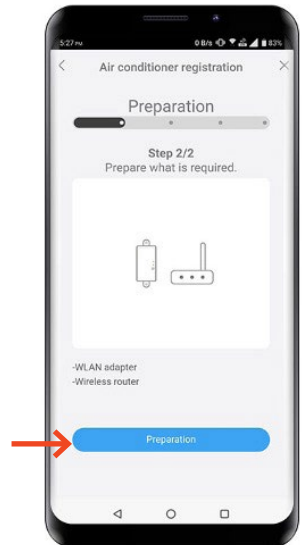 5:27 PM 0 B/s 83%
Air conditioner registration
Preparation
Step 2/2
Prepare what is required.
-WLAN adapter
-Wireless router
Preparation